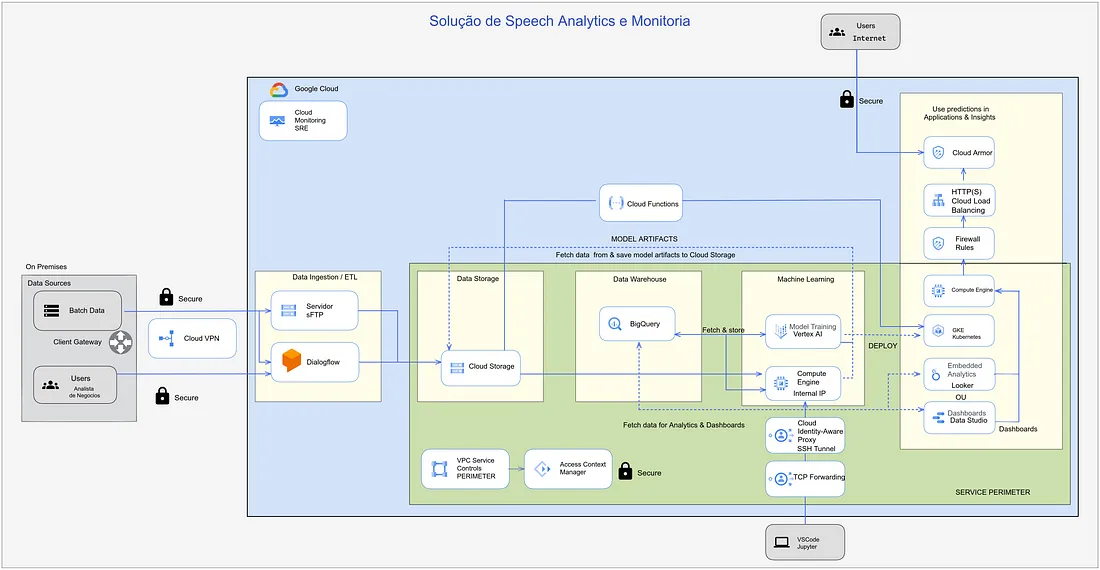 Solução de Speech Analytics e Monitoria
Users
Internet
Google Cloud
Cloud
Monitoring
SRE
Secure
Use predictions in
Applications & Insights
Cloud Armor
HTTP(S)
Cloud Load
Balancing
Firewall
Rules
Cloud Functions
MODEL ARTIFACTS
Fetch data from & save model artifacts to Cloud Storage
On Premises
Data Sources
Batch Data
Client Gateway
Users
Analista
de Negocios
Secure
Cloud VPN
Secure
Data Ingestion / ETL
Servidor
sFTP
Dialogflow
Data Storage
Cloud Storage
Data Warehouse
BigQuery
Fetch & store
Machine Learning
Model Training
Vertex AI
Compute
Engine
Internal IP
DEPLOY
Compute Engine
GKE
Kubernetes
Embedded
Analytics
Looker
OU
Dashboards
Data Studio
Dashboards
Fetch data for Analytics & Dashboards
Cloud
Identity-Aware
Proxy
SSH Tunnel
TCP Forwarding
VPC Service
Controls
PERIMETER
Access Context
Manager
Secure
SERVICE PERIMETER
VSCode
Jupyter